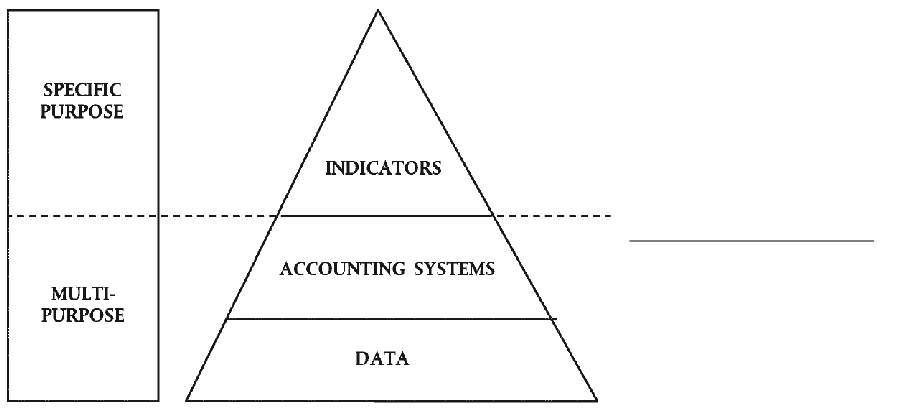 SPECIFIC
PURPOSE
INDICATORS
ACCOUNTING SYSTEMS
MULTI-
PURPOSE
DATA